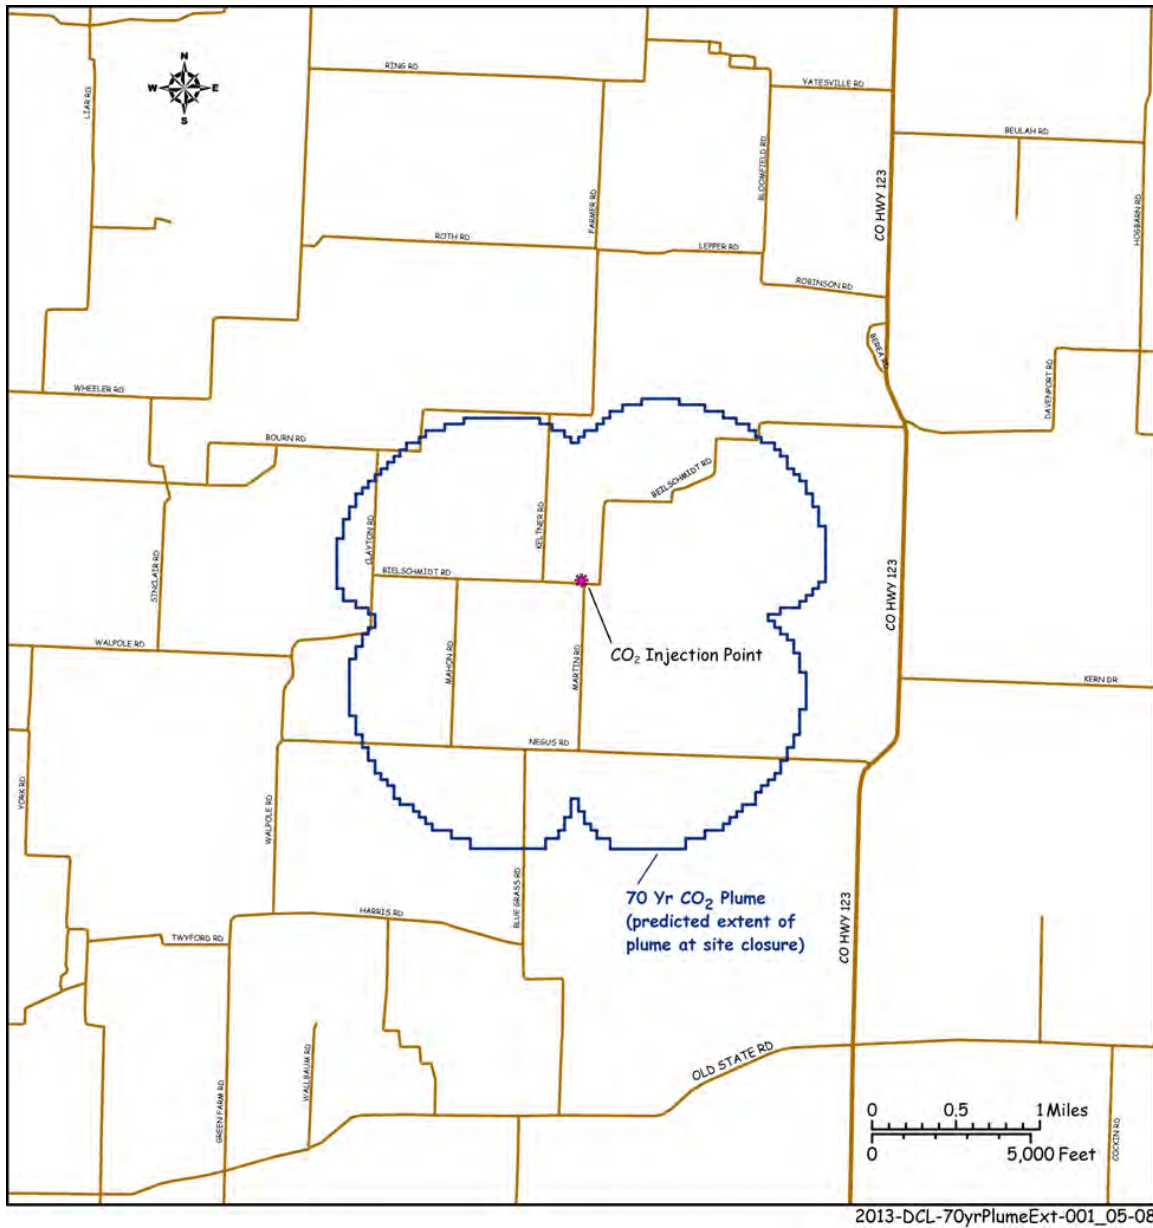 RING RD
YATESVILLE RD
N
W E
S
LIAR RD
BEULAH RD
BLOOMFIELD RD
CO HWY 123
FARMER RD
HOGBARN RD
ROTH RD
LEPPER RD
ROBINSON RD
BEREA RD
DAVENPORT RD
WHEELER RD
BOURN RD
BEILSCHMIDT RD
KELTNER RD
CLAYTON RD
SINCLAIR RD
BIELSCHMIDT RD
CO HWY 123
WALPOLE RD
MAHON RD
MARTIN RD
CO2 Injection Point
KERN DR
NEGUS RD
YORK RD
WALPOLE RD
BLUE GRASS RD
70 Yr CO2 Plume
(predicted extent of
plume at site closure)
HARRIS RD
CO HWY 123
TWYFORD RD
OLD STATE RD
WALLBAUM RD
GREEN FARM RD
COCKIN RD
0 0.5 1 Miles
0 5,000 Feet
2013-DCL-70yrPlumeExt-001_05-08